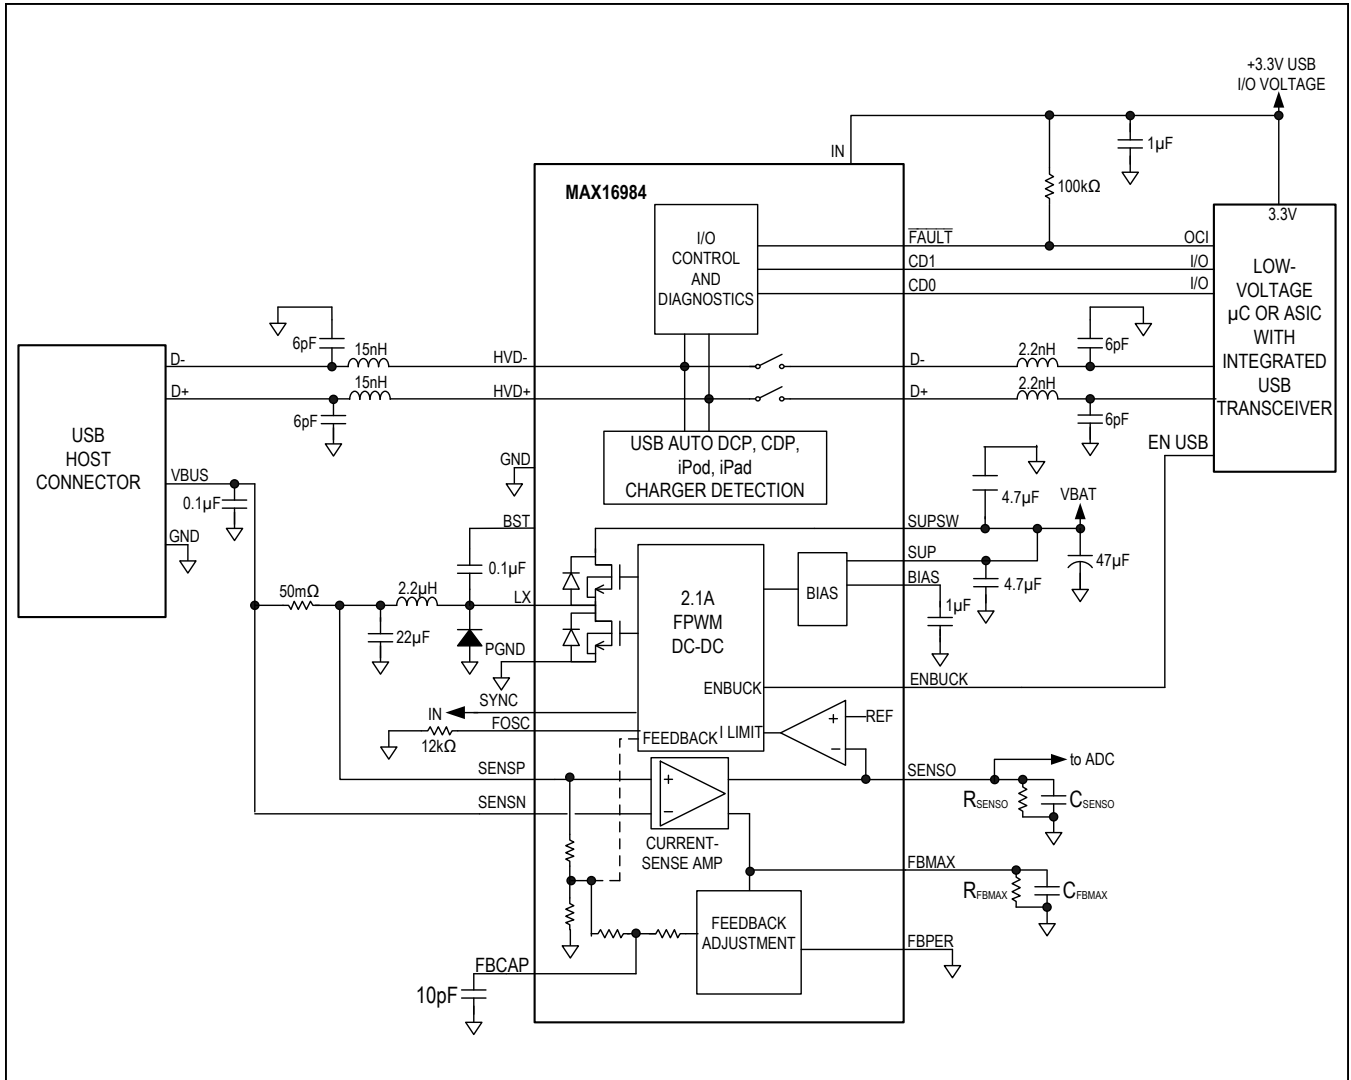 +3.3V USB
I/O VOLTAGE
IN
1µF
MAX16984
100kΩ
3.3V
I/O
CONTROL
AND
DIAGNOSTICS
FAULT
OCI
CD1
I/O
CD0
I/O
LOW-
VOLTAGE
µC OR ASIC
WITH
INTEGRATED
USB
TRANSCEIVER
6pF
15nH
D-
HVD-
D-
2.2nH
6pF
15nH
D+
HVD+
D+
2.2nH
6pF
6pF
USB
HOST
CONNECTOR
USB AUTO DCP, CDP,
iPod, iPad
CHARGER DETECTION
EN USB
GND
VBUS
0.1µF
4.7µF
VBAT
BST
SUPSW
GND
0.1µF
SUP
47µF
50mΩ
2.2µH
LX
2.1A
FPWM
DC-DC
BIAS
BIAS
4.7µF
1µF
22µF
PGND
ENBUCK
ENBUCK
SYNC
IN
FOSC
12kΩ
FEEDBACK
I LIMIT
+
−
REF
SENSP
+
−
SENSO
to ADC
RSENSO
CSENSO
SENSN
CURRENT-
SENSE AMP
FBMAX
RFBMAX
CFBMAX
FEEDBACK
ADJUSTMENT
FBPER
FBCAP
10pF